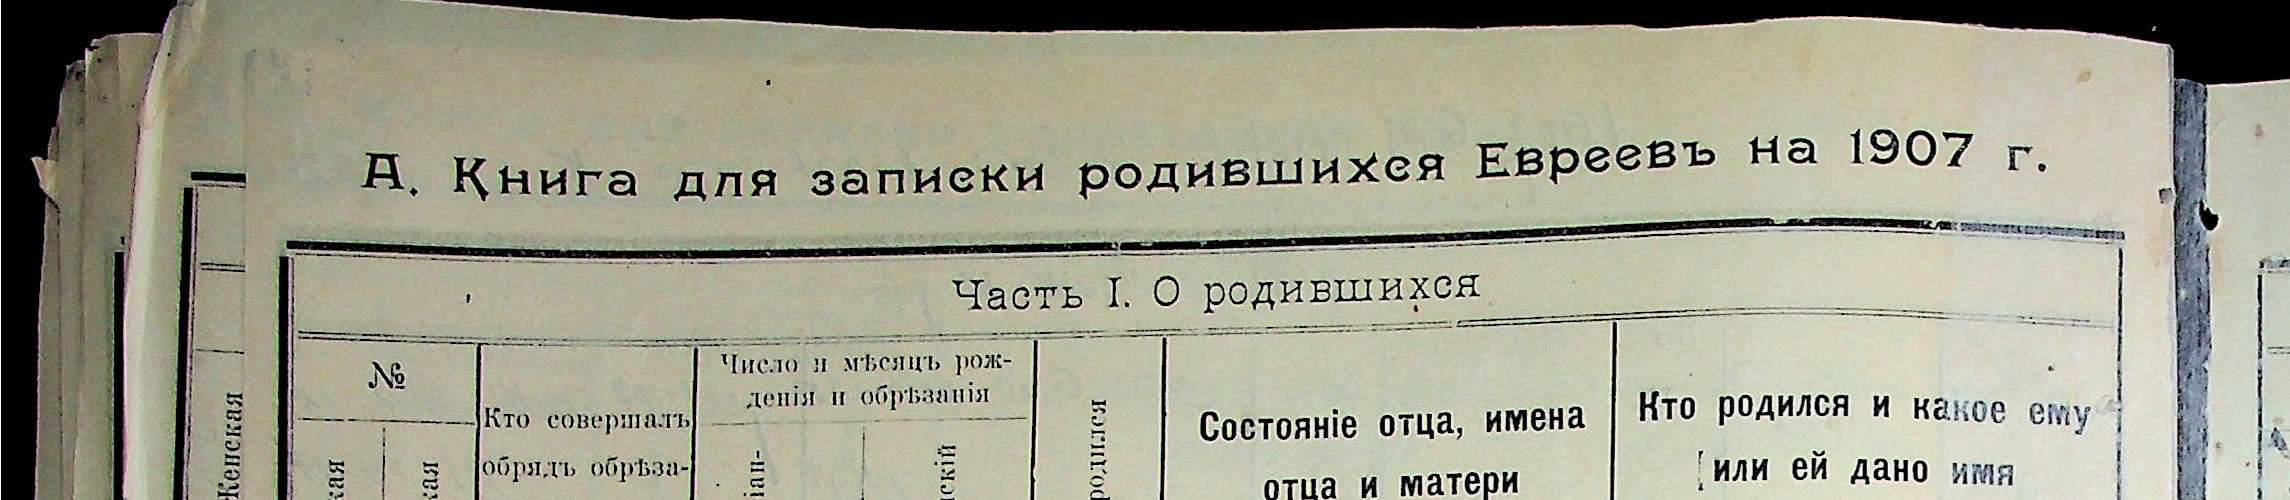 А. Книга для записки родившихся Евреевъ на 1907 г.
Часть I. О родившихся
№
Кто совершалъ
обрядъ обрѣза-
Число и мѣсяцъ рож-
денія и обрѣзанія
Состояніе отца, имена
отца и матери
Кто родился и какое ему
или ей дано имя
Женская